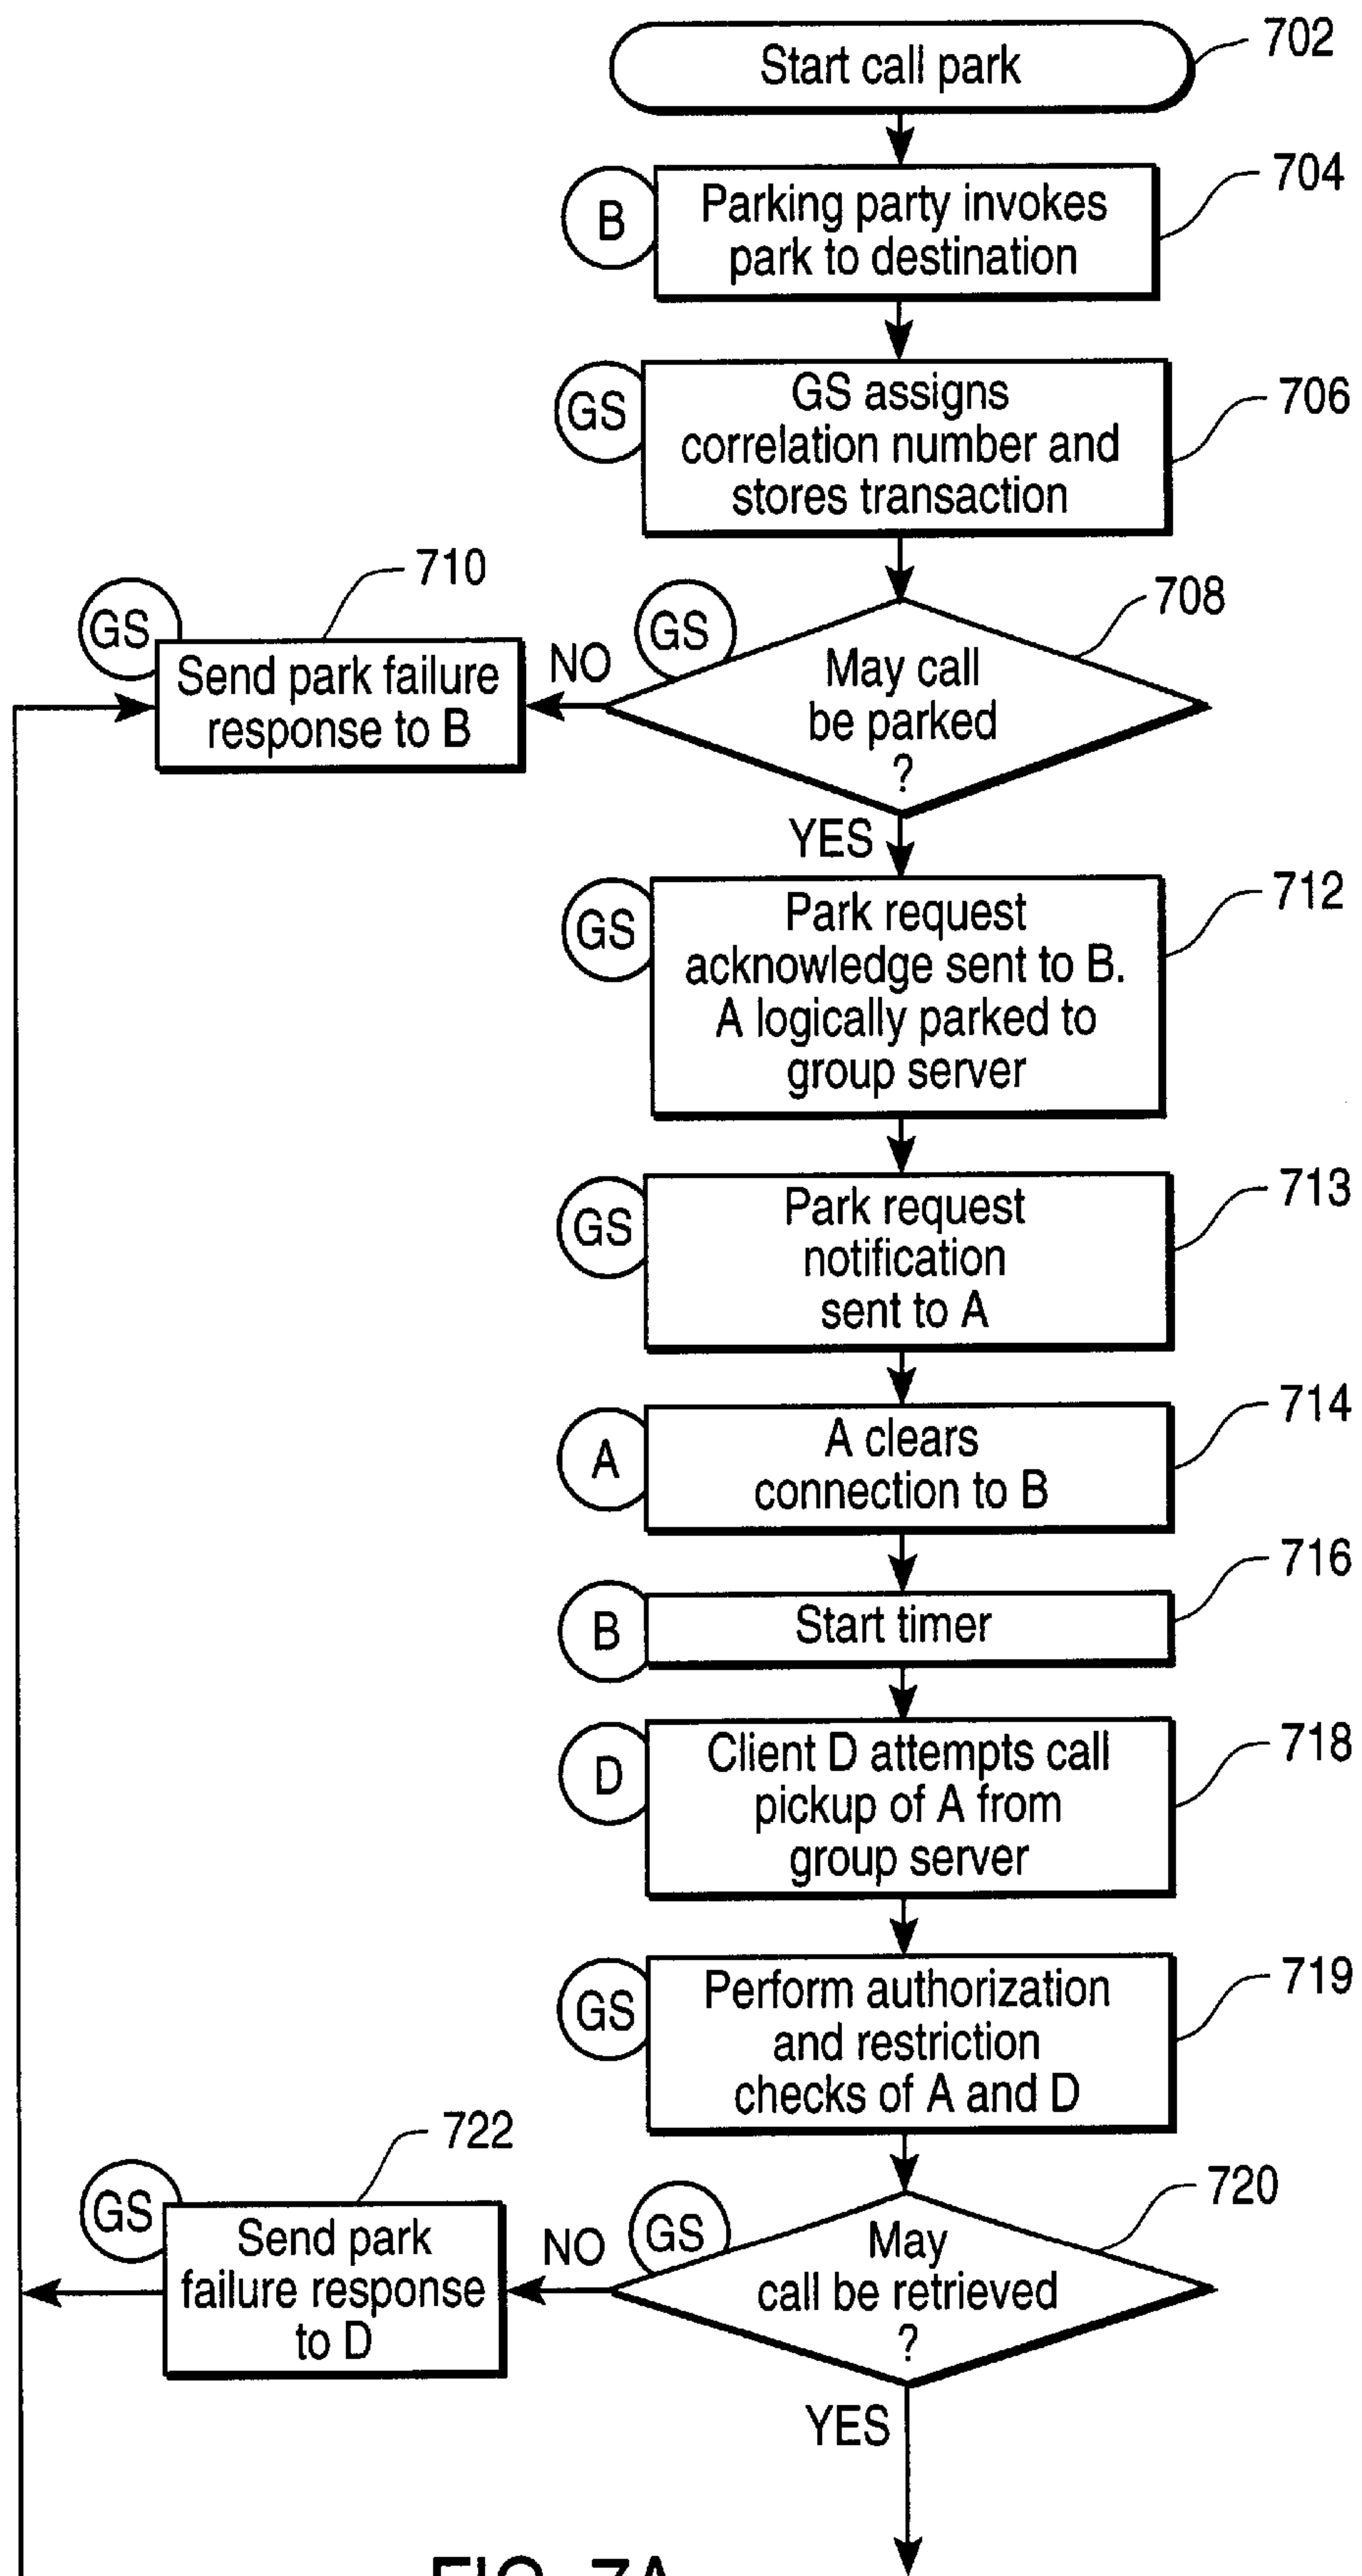 Start call park
702
B
Parking party invokes
park to destination
704
GS
GS assigns
correlation number and
stores transaction
706
710
GS
Send park failure
response to B
NO
GS
May call
be parked
?
708
YES
GS
Park request
acknowledge sent to B.
A logically parked to
group server
712
GS
Park request
notification
sent to A
713
A
A clears
connection to B
714
B
Start timer
716
D
Client D attempts call
pickup of A from
group server
718
GS
Perform authorization
and restriction
checks of A and D
719
722
GS
Send park
failure response
to D
NO
GS
May
call be retrieved
?
720
YES
FIG. 7A